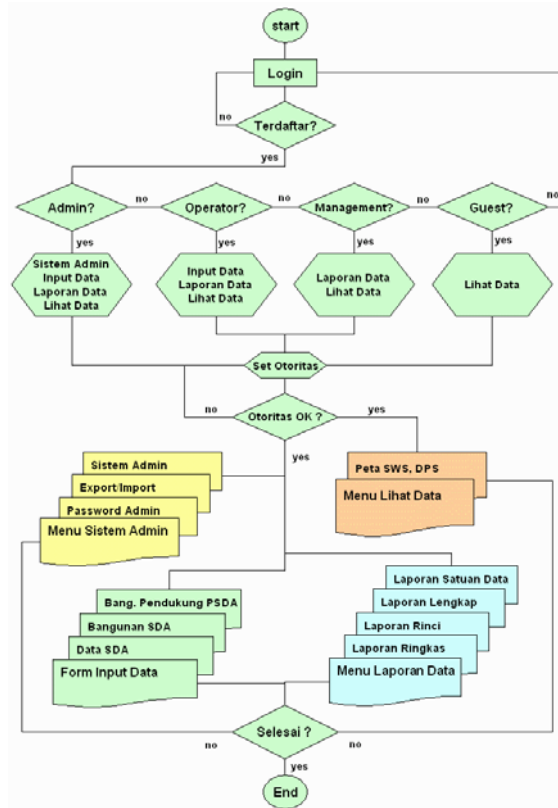 start
Login
no
Terdaftar?
yes
Admin?
no
Operator?
no
Management?
no
Guest?
no
yes
yes
yes
yes
Sistem Admin
Input Data
Laporan Data
Lihat Data
Input Data
Laporan Data
Lihat Data
Laporan Data
Lihat Data
Lihat Data
Set Otoritas
no
Otoritas OK ?
yes
yes
Sistem Admin
Export/Import
Password Admin
Menu Sistem Admin
Peta SWS, DPS
Menu Lihat Data
Bang. Pendukung PSDA
Bangunan SDA
Data SDA
Form Input Data
Laporan Satuan Data
Laporan Lengkap
Laporan Rinci
Laporan Ringkas
Menu Laporan Data
Selesai ?
no
no
yes
End